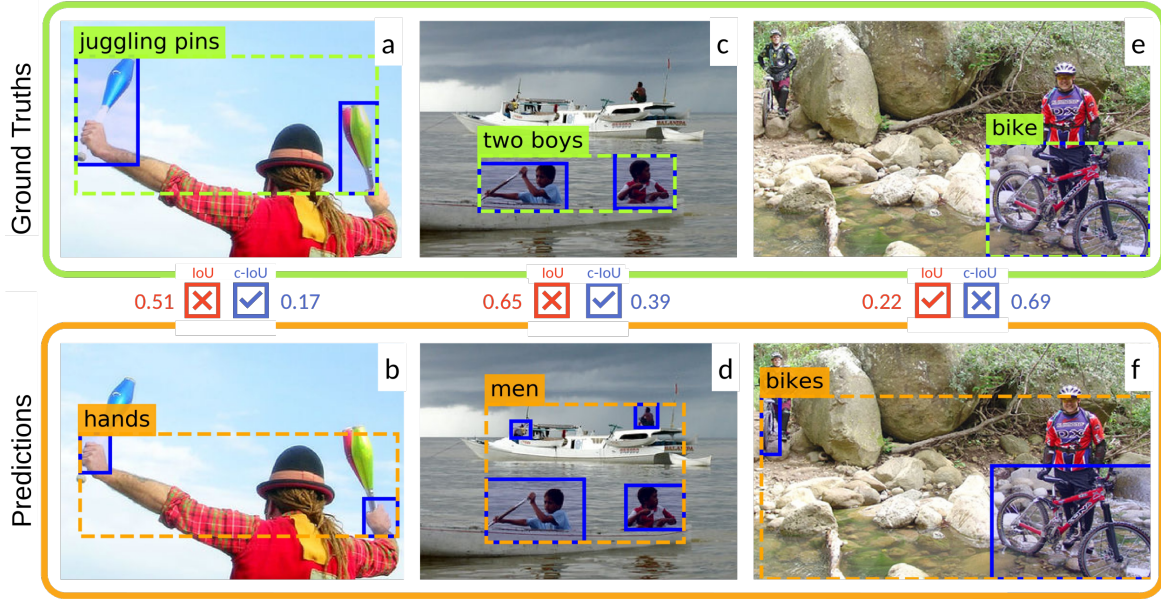 Ground Truths
juggling pins
a
c
two boys
BALANSA
e
bike
IoU c-IoU
0.51 0.17
IoU c-IoU
0.65 0.39
IoU c-IoU
0.22 0.69
Predictions
hands
b
men
d
bikes
f